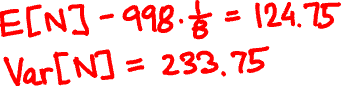 E[N] - 998 · 1/8 = 124.75
Var[N] = 233.75